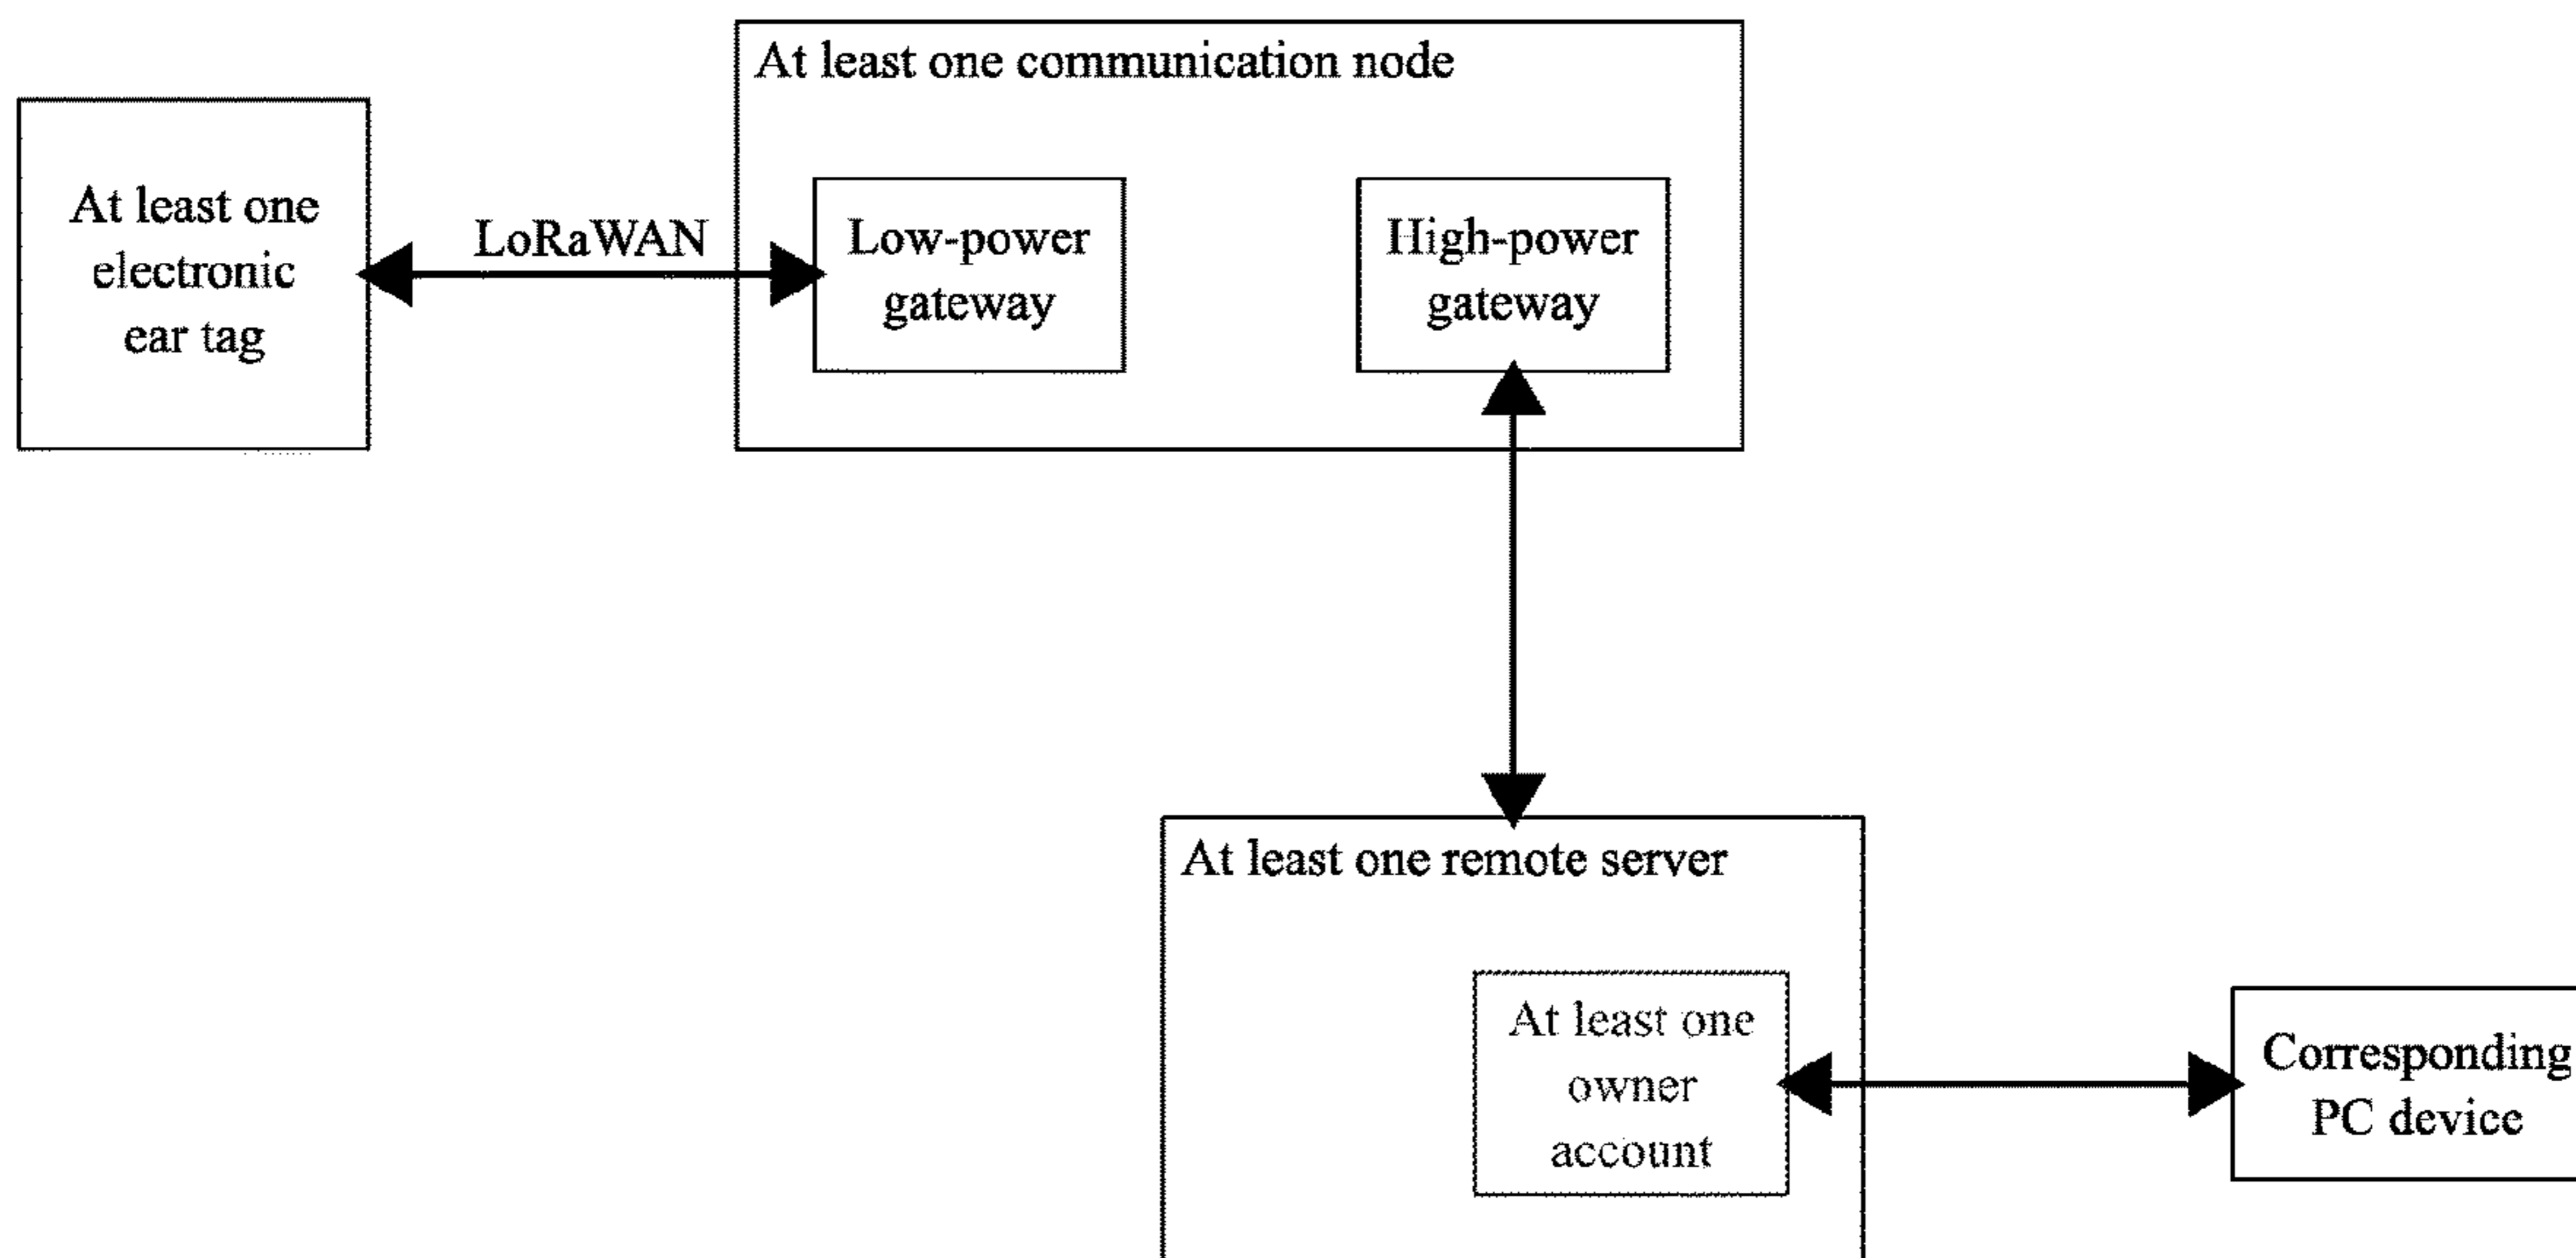 At least one communication node
At least one
electronic
ear tag
LoRaWAN
Low-power
gateway
High-power
gateway
At least one remote server
At least one
owner
account
Corresponding
PC device